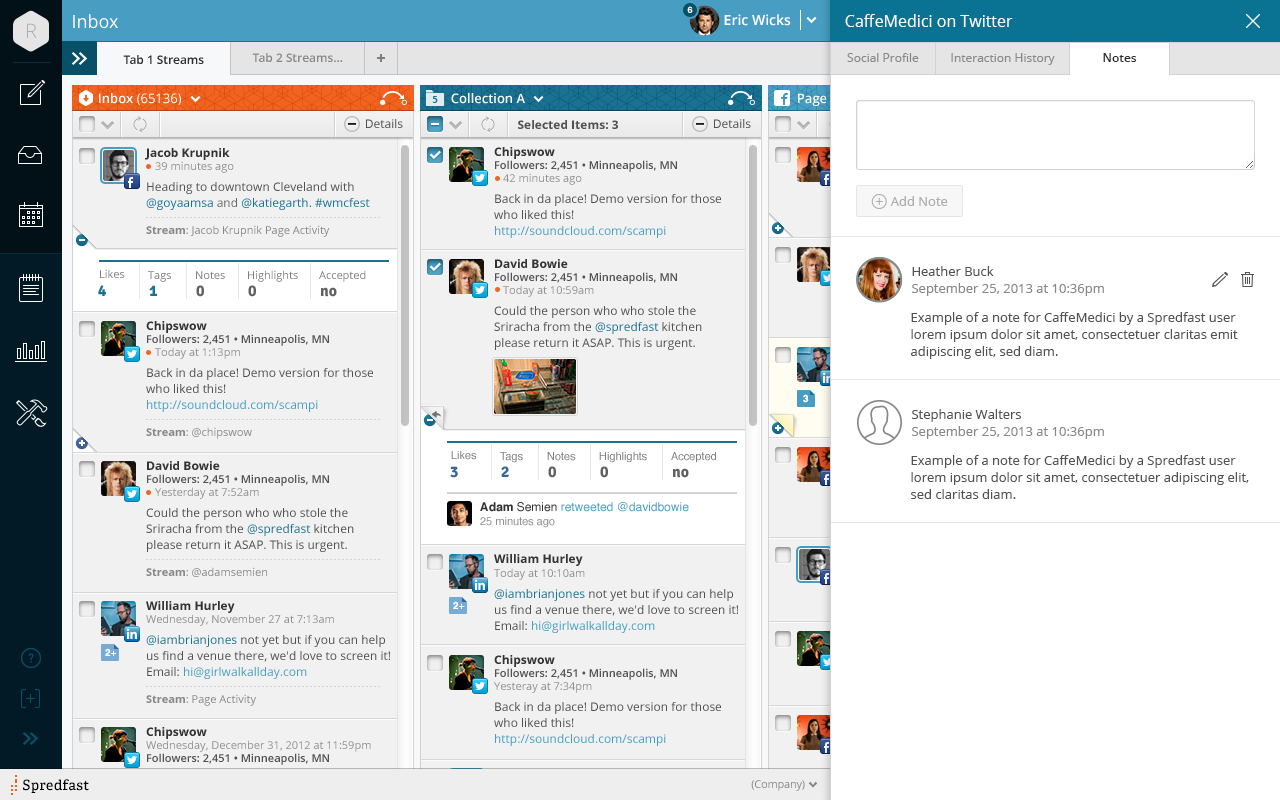 R
Inbox
6
Eric Wicks
Tab 1 Streams
Tab 2 Streams...
+
Inbox (65136)
Details
Jacob Krupnik
39 minutes ago
Heading to downtown Cleveland with
@goyaamsa and @katiegarth. #wmcfest
Stream: Jacob Krupnik Page Activity
Likes Tags Notes Highlights Accepted
4 1 0 0 no
Chipswow
Followers: 2,451 • Minneapolis, MN
Today at 1:13pm
Back in da place! Demo version for those
who liked this!
http://soundcloud.com/scampi
Stream: @chipswow
David Bowie
Followers: 2,451 • Minneapolis, MN
Yesterday at 7:52am
Could the person who who stole the
Sriracha from the @spredfast kitchen
please return it ASAP. This is urgent.
Stream: @adamsemien
William Hurley
Wednesday, November 27 at 7:13am
2+
@iambrianjones not yet but if you can help
us find a venue there, we'd love to screen it!
Email: hi@girlwalkallday.com
Stream: Page Activity
Chipswow
Wednesday, December 31, 2012 at 11:59pm
Followers: 2,451 • Minneapolis, MN
5 Collection A
Selected Items: 3
Details
Chipswow
Followers: 2,451 • Minneapolis, MN
42 minutes ago
Back in da place! Demo version for those
who liked this!
http://soundcloud.com/scampi
David Bowie
Followers: 2,451 • Minneapolis, MN
Today at 10:59am
Could the person who who stole the
Sriracha from the @spredfast kitchen
please return it ASAP. This is urgent.
Likes Tags Notes Highlights Accepted
3 2 0 0 no
Adam Semien retweeted @davidbowie
25 minutes ago
William Hurley
Today at 10:10am
2+
@iambrianjones not yet but if you can help
us find a venue there, we'd love to screen it!
Email: hi@girlwalkallday.com
Chipswow
Followers: 2,451 • Minneapolis, MN
Yesteray at 7:34pm
Back in da place! Demo version for those
who liked this!
http://soundcloud.com/scampi
Page
3
CaffeMedici on Twitter
Social Profile
Interaction History
Notes
Add Note
Heather Buck
September 25, 2013 at 10:36pm
Example of a note for CaffeMedici by a Spredfast user
lorem ipsum dolor sit amet, consectetuer claritas emit
adipiscing elit, sed diam.
Stephanie Walters
September 25, 2013 at 10:36pm
Example of a note for CaffeMedici by a Spredfast user
lorem ipsum dolor sit amet, consectetuer adipiscing elit,
sed claritas diam.
Spredfast
(Company)